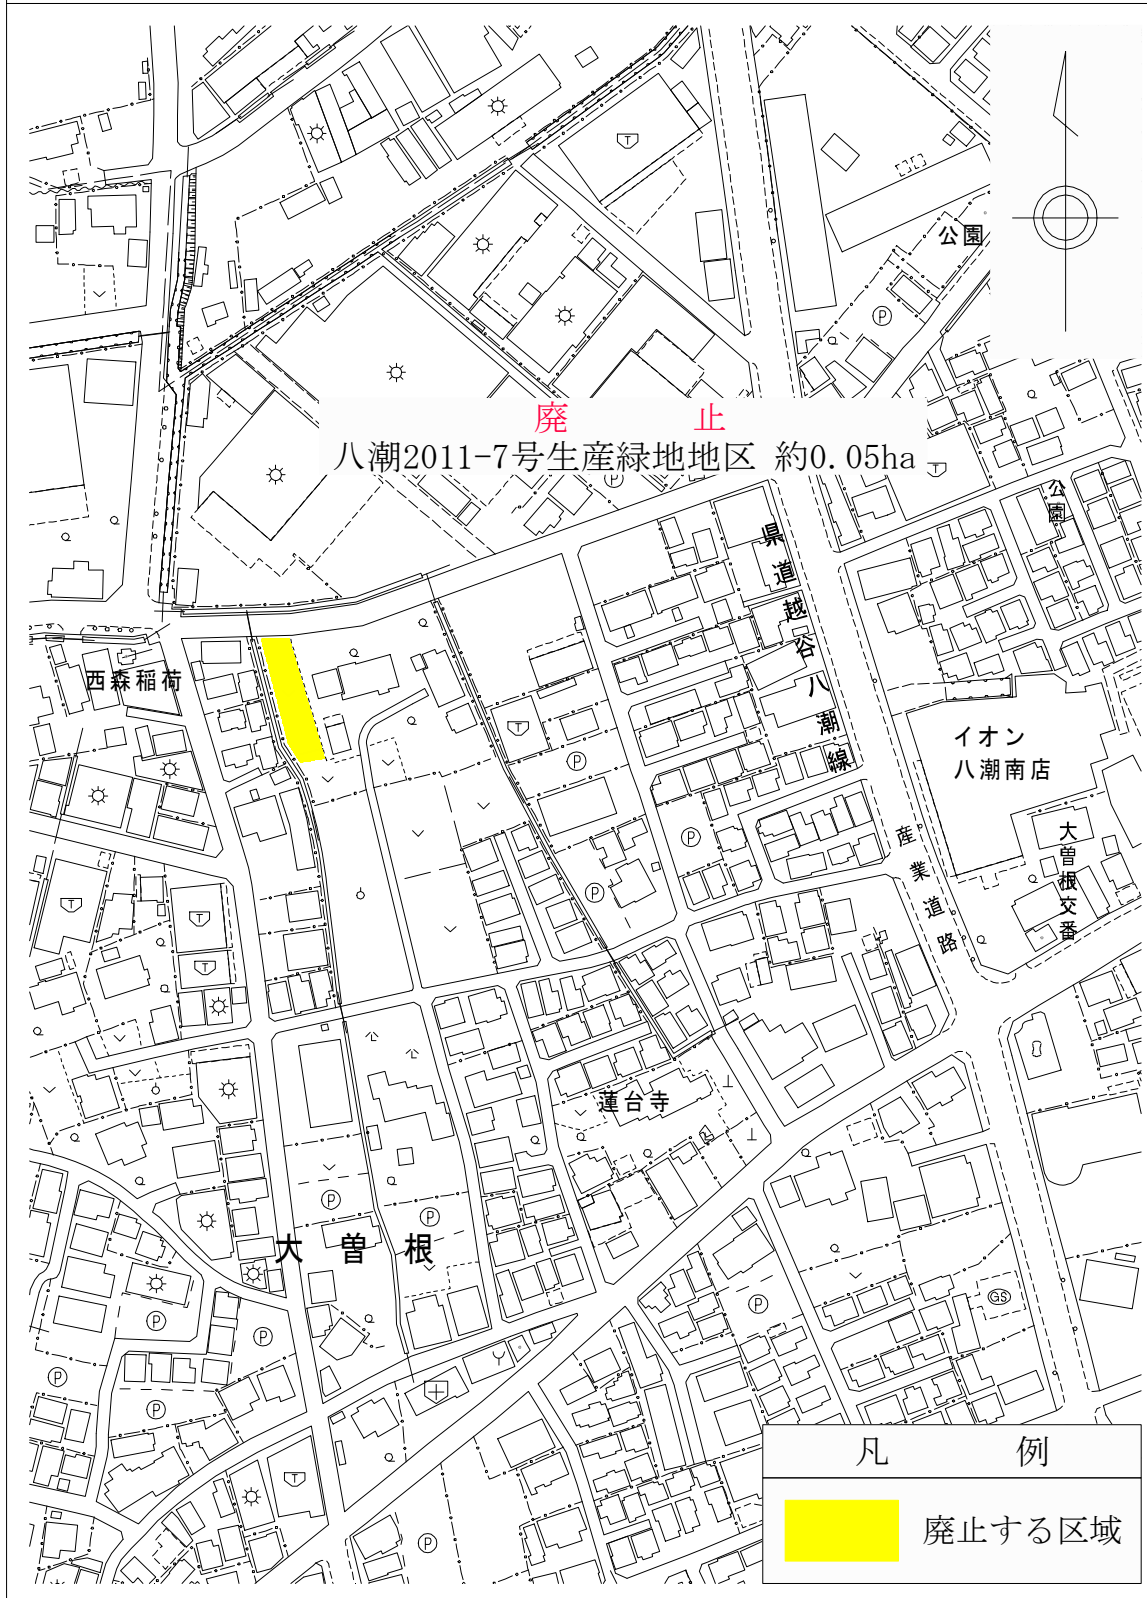 公園
廃 止
八潮2011-7号生産緑地地区 約0.05ha
公園
県道越谷八潮線
西森稲荷
イオン
八潮南店
産業道路
大曽根交番
蓮台寺
大 曽 根
凡 例
廃止する区域
P
P
P
P
P
P
P
P
P
P
P
P
P
T
T
T
T
T
T
T
GS